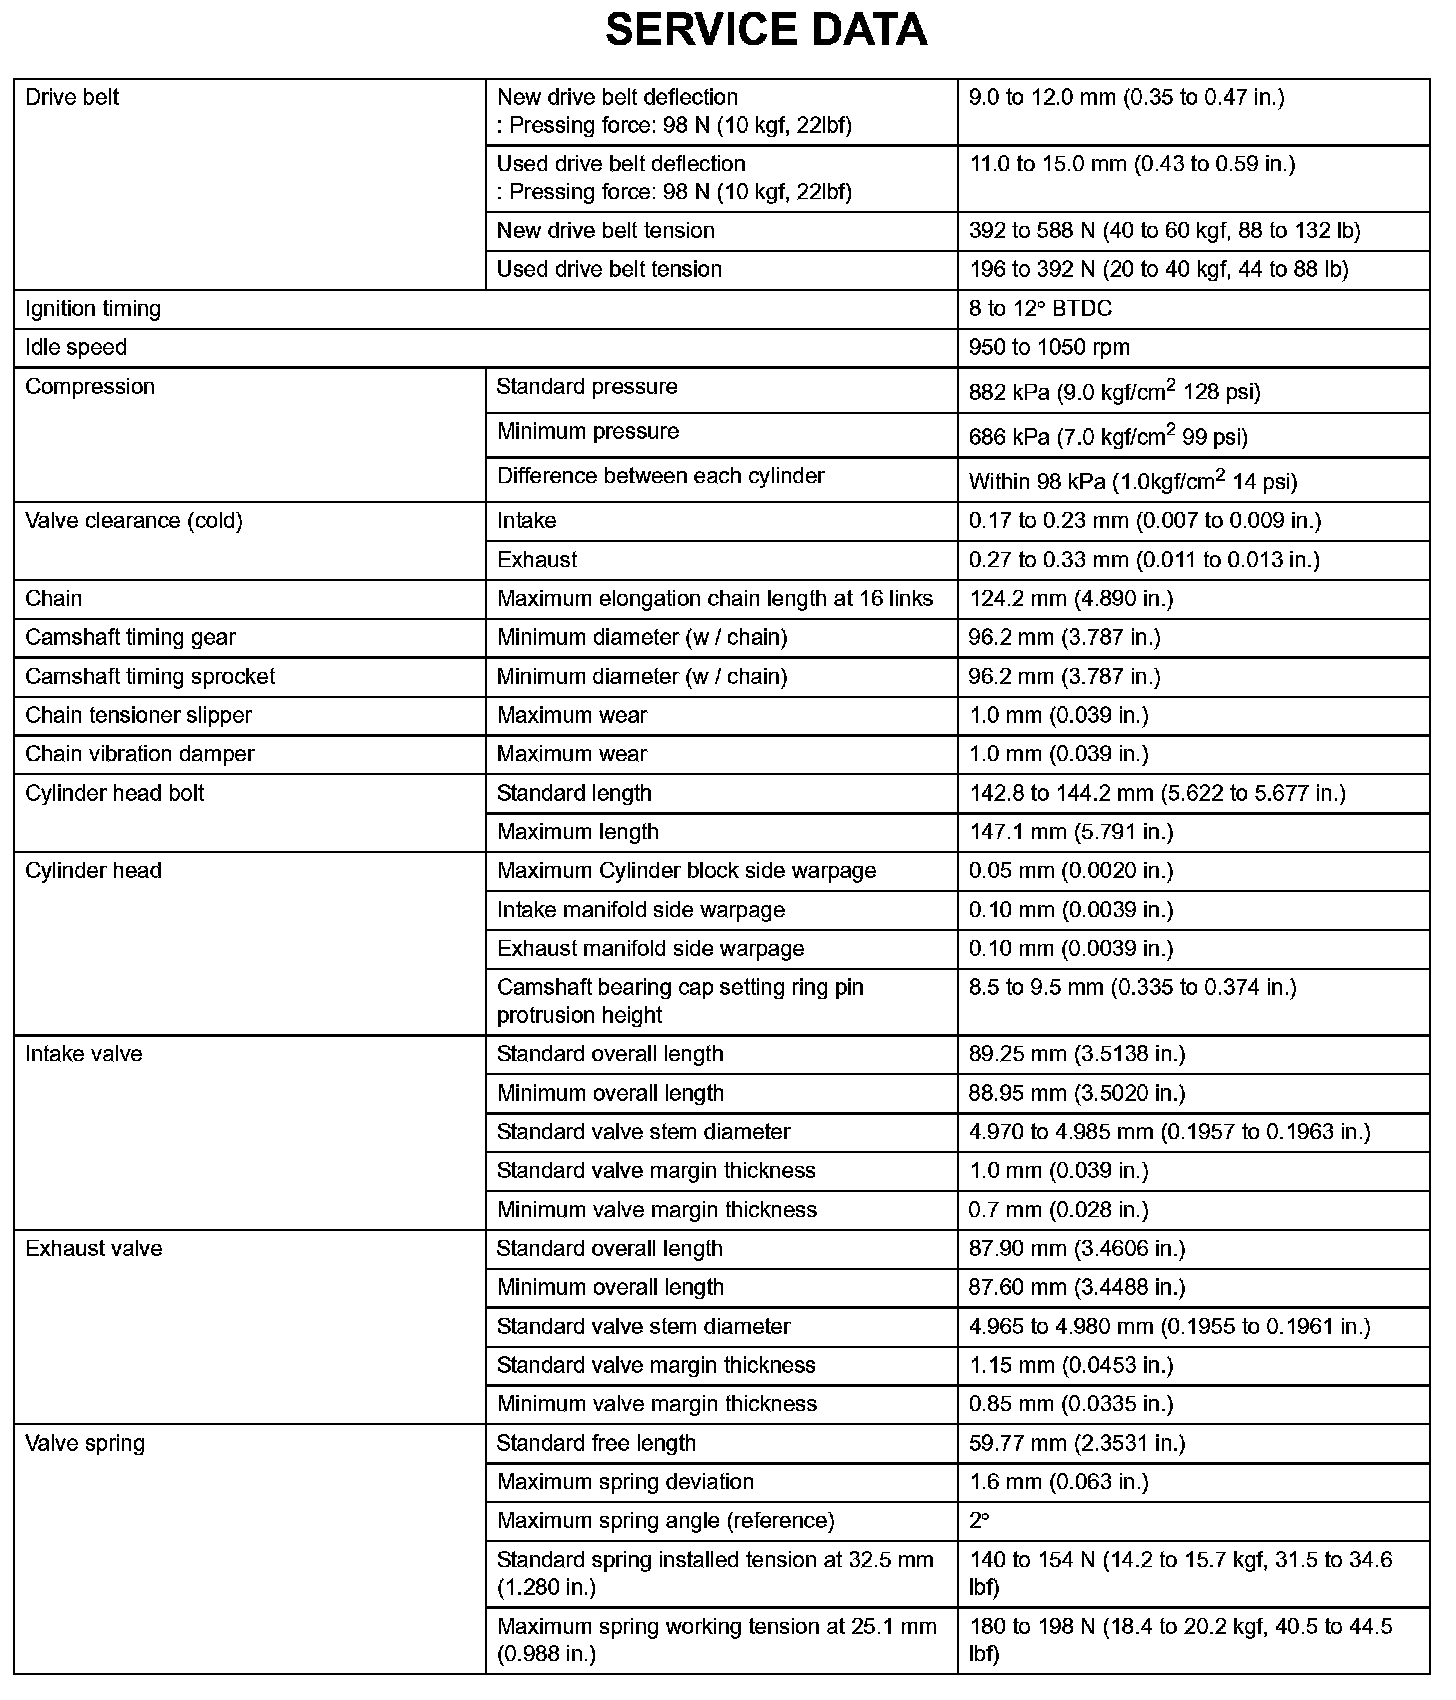 SERVICE DATA
Drive belt
New drive belt deflection
: Pressing force: 98 N (10 kgf, 22lbf)
9.0 to 12.0 mm (0.35 to 0.47 in.)
Used drive belt deflection
: Pressing force: 98 N (10 kgf, 22lbf)
11.0 to 15.0 mm (0.43 to 0.59 in.)
New drive belt tension
392 to 588 N (40 to 60 kgf, 88 to 132 lb)
Used drive belt tension
196 to 392 N (20 to 40 kgf, 44 to 88 lb)
Ignition timing
8 to 12° BTDC
Idle speed
950 to 1050 rpm
Compression
Standard pressure
882 kPa (9.0 kgf/cm² 128 psi)
Minimum pressure
686 kPa (7.0 kgf/cm² 99 psi)
Difference between each cylinder
Within 98 kPa (1.0kgf/cm² 14 psi)
Valve clearance (cold)
Intake
0.17 to 0.23 mm (0.007 to 0.009 in.)
Exhaust
0.27 to 0.33 mm (0.011 to 0.013 in.)
Chain
Maximum elongation chain length at 16 links
124.2 mm (4.890 in.)
Camshaft timing gear
Minimum diameter (w / chain)
96.2 mm (3.787 in.)
Camshaft timing sprocket
Minimum diameter (w / chain)
96.2 mm (3.787 in.)
Chain tensioner slipper
Maximum wear
1.0 mm (0.039 in.)
Chain vibration damper
Maximum wear
1.0 mm (0.039 in.)
Cylinder head bolt
Standard length
142.8 to 144.2 mm (5.622 to 5.677 in.)
Maximum length
147.1 mm (5.791 in.)
Cylinder head
Maximum Cylinder block side warpage
0.05 mm (0.0020 in.)
Intake manifold side warpage
0.10 mm (0.0039 in.)
Exhaust manifold side warpage
0.10 mm (0.0039 in.)
Camshaft bearing cap setting ring pin
protrusion height
8.5 to 9.5 mm (0.335 to 0.374 in.)
Intake valve
Standard overall length
89.25 mm (3.5138 in.)
Minimum overall length
88.95 mm (3.5020 in.)
Standard valve stem diameter
4.970 to 4.985 mm (0.1957 to 0.1963 in.)
Standard valve margin thickness
1.0 mm (0.039 in.)
Minimum valve margin thickness
0.7 mm (0.028 in.)
Exhaust valve
Standard overall length
87.90 mm (3.4606 in.)
Minimum overall length
87.60 mm (3.4488 in.)
Standard valve stem diameter
4.965 to 4.980 mm (0.1955 to 0.1961 in.)
Standard valve margin thickness
1.15 mm (0.0453 in.)
Minimum valve margin thickness
0.85 mm (0.0335 in.)
Valve spring
Standard free length
59.77 mm (2.3531 in.)
Maximum spring deviation
1.6 mm (0.063 in.)
Maximum spring angle (reference)
2°
Standard spring installed tension at 32.5 mm
(1.280 in.)
140 to 154 N (14.2 to 15.7 kgf, 31.5 to 34.6
lbf)
Maximum spring working tension at 25.1 mm
(0.988 in.)
180 to 198 N (18.4 to 20.2 kgf, 40.5 to 44.5
lbf)